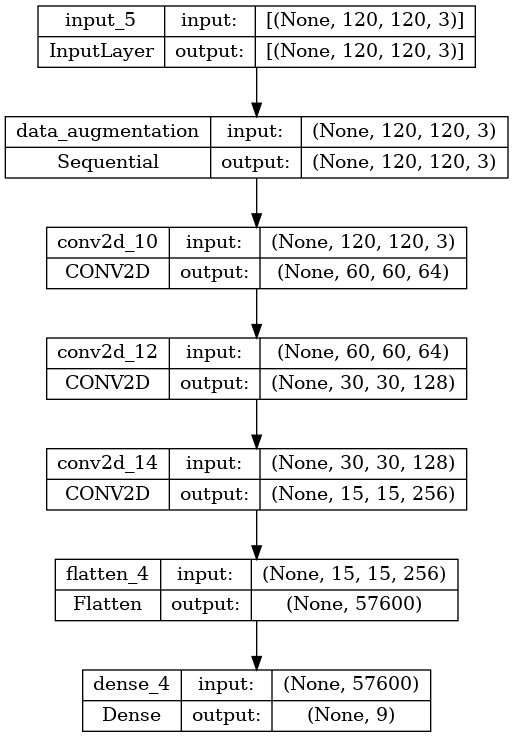 input_5 input: [(None, 120, 120, 3)]
InputLayer output: [(None, 120, 120, 3)]
data_augmentation input: (None, 120, 120, 3)
Sequential output: (None, 120, 120, 3)
conv2d_10 input: (None, 120, 120, 3)
CONV2D output: (None, 60, 60, 64)
conv2d_12 input: (None, 60, 60, 64)
CONV2D output: (None, 30, 30, 128)
conv2d_14 input: (None, 30, 30, 128)
CONV2D output: (None, 15, 15, 256)
flatten_4 input: (None, 15, 15, 256)
Flatten output: (None, 57600)
dense_4 input: (None, 57600)
Dense output: (None, 9)